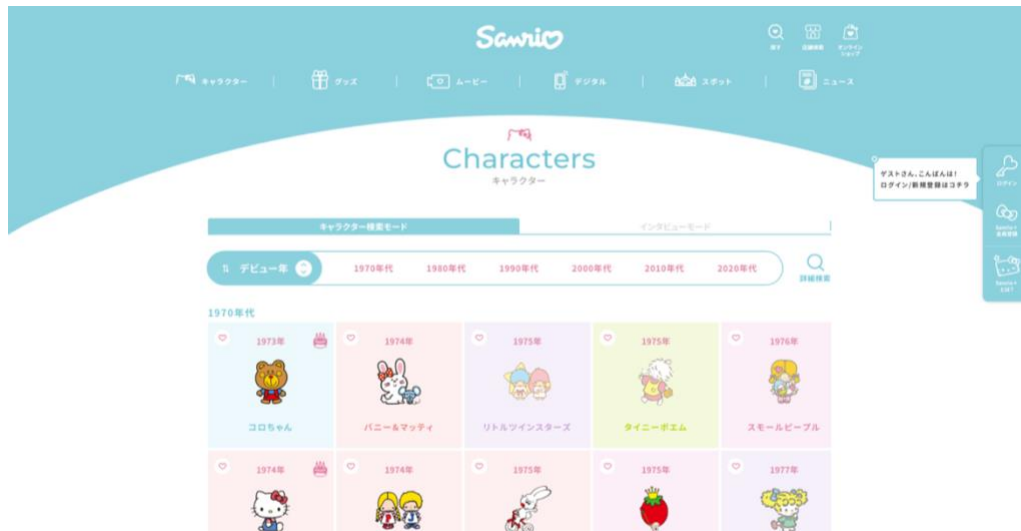 Sanrio
探す
店舗検索
オンライン
ショップ
キャラクター
グッズ
ムービー
デジタル
スポット
ニュース
Characters
キャラクター
ゲストさん、こんばんは!
ログイン/新規登録はコチラ
ログイン
Sanrio+
会員登録
Sanrio+
とは?
キャラクター検索モード
インタビューモード
デビュー年
1970年代
1980年代
1990年代
2000年代
2010年代
2020年代
詳細検索
1970年代
1973年
1974年
1975年
1975年
1976年
コロちゃん
バニー&マッティ
リトルツインスターズ
タイニーポエム
スモールピープル
1974年
1974年
1975年
1975年
1977年